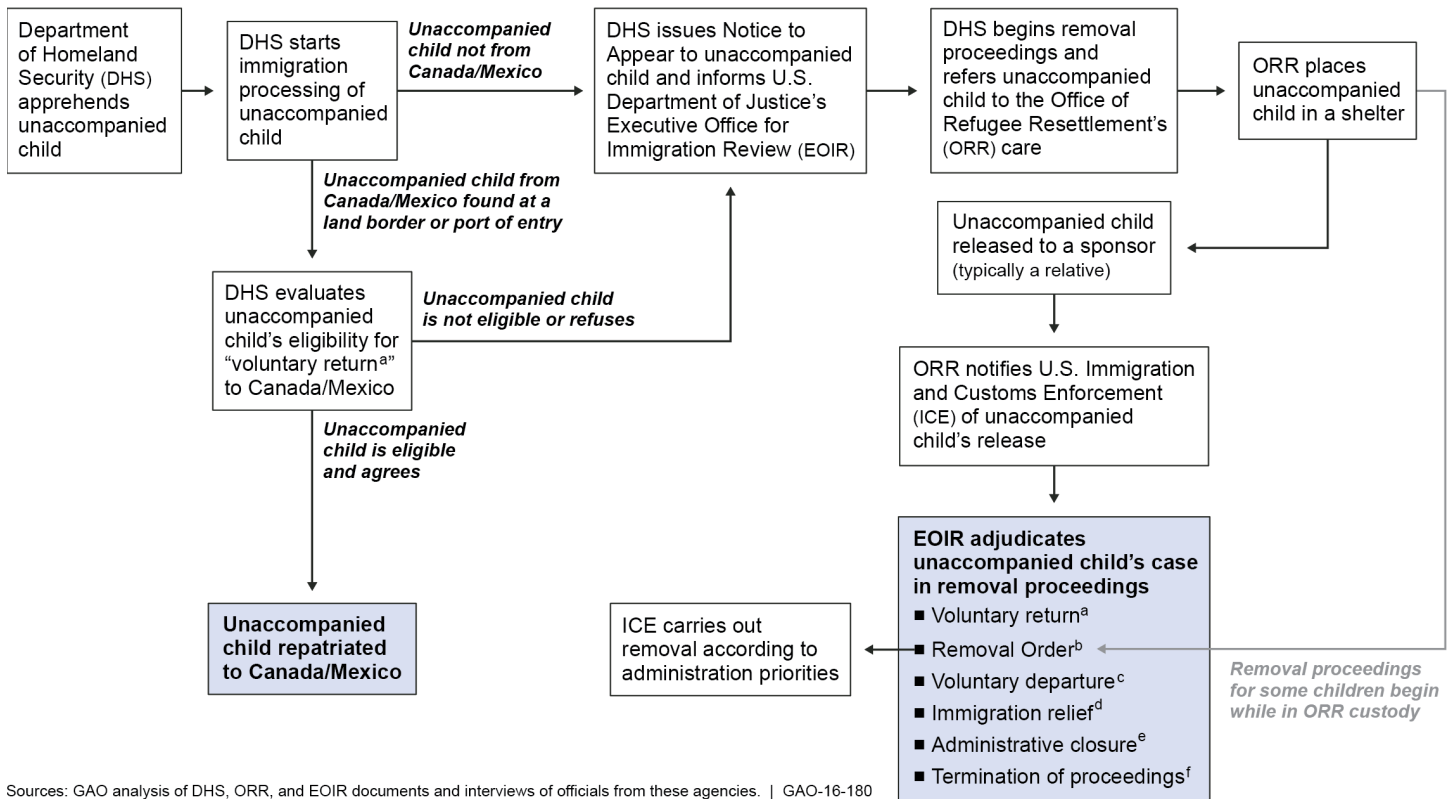 Department
of Homeland
Security (DHS)
apprehends
unaccompanied
child
DHS starts
immigration
processing of
unaccompanied
child
Unaccompanied
child not from
Canada/Mexico
DHS issues Notice to
Appear to unaccompanied
child and informs U.S.
Department of Justice’s
Executive Office for
Immigration Review (EOIR)
DHS begins removal
proceedings and
refers unaccompanied
child to the Office of
Refugee Resettlement’s
(ORR) care
ORR places
unaccompanied
child in a shelter
Unaccompanied child from
Canada/Mexico found at a
land border or port of entry
Unaccompanied child
released to a sponsor
(typically a relative)
DHS evaluates
unaccompanied
child’s eligibility for
“voluntary returnᵃ”
to Canada/Mexico
Unaccompanied child
is not eligible or refuses
ORR notifies U.S. Immigration
and Customs Enforcement
(ICE) of unaccompanied
child’s release
Unaccompanied
child is eligible
and agrees
Unaccompanied
child repatriated
to Canada/Mexico
ICE carries out
removal according to
administration priorities
EOIR adjudicates
unaccompanied child’s case
in removal proceedings
■ Voluntary returnᵃ
■ Removal Orderᵇ
■ Voluntary departureᶜ
■ Immigration reliefᵈ
■ Administrative closureᵉ
■ Termination of proceedingsᶠ
Removal proceedings
for some children begin
while in ORR custody
Sources: GAO analysis of DHS, ORR, and EOIR documents and interviews of officials from these agencies. | GAO-16-180